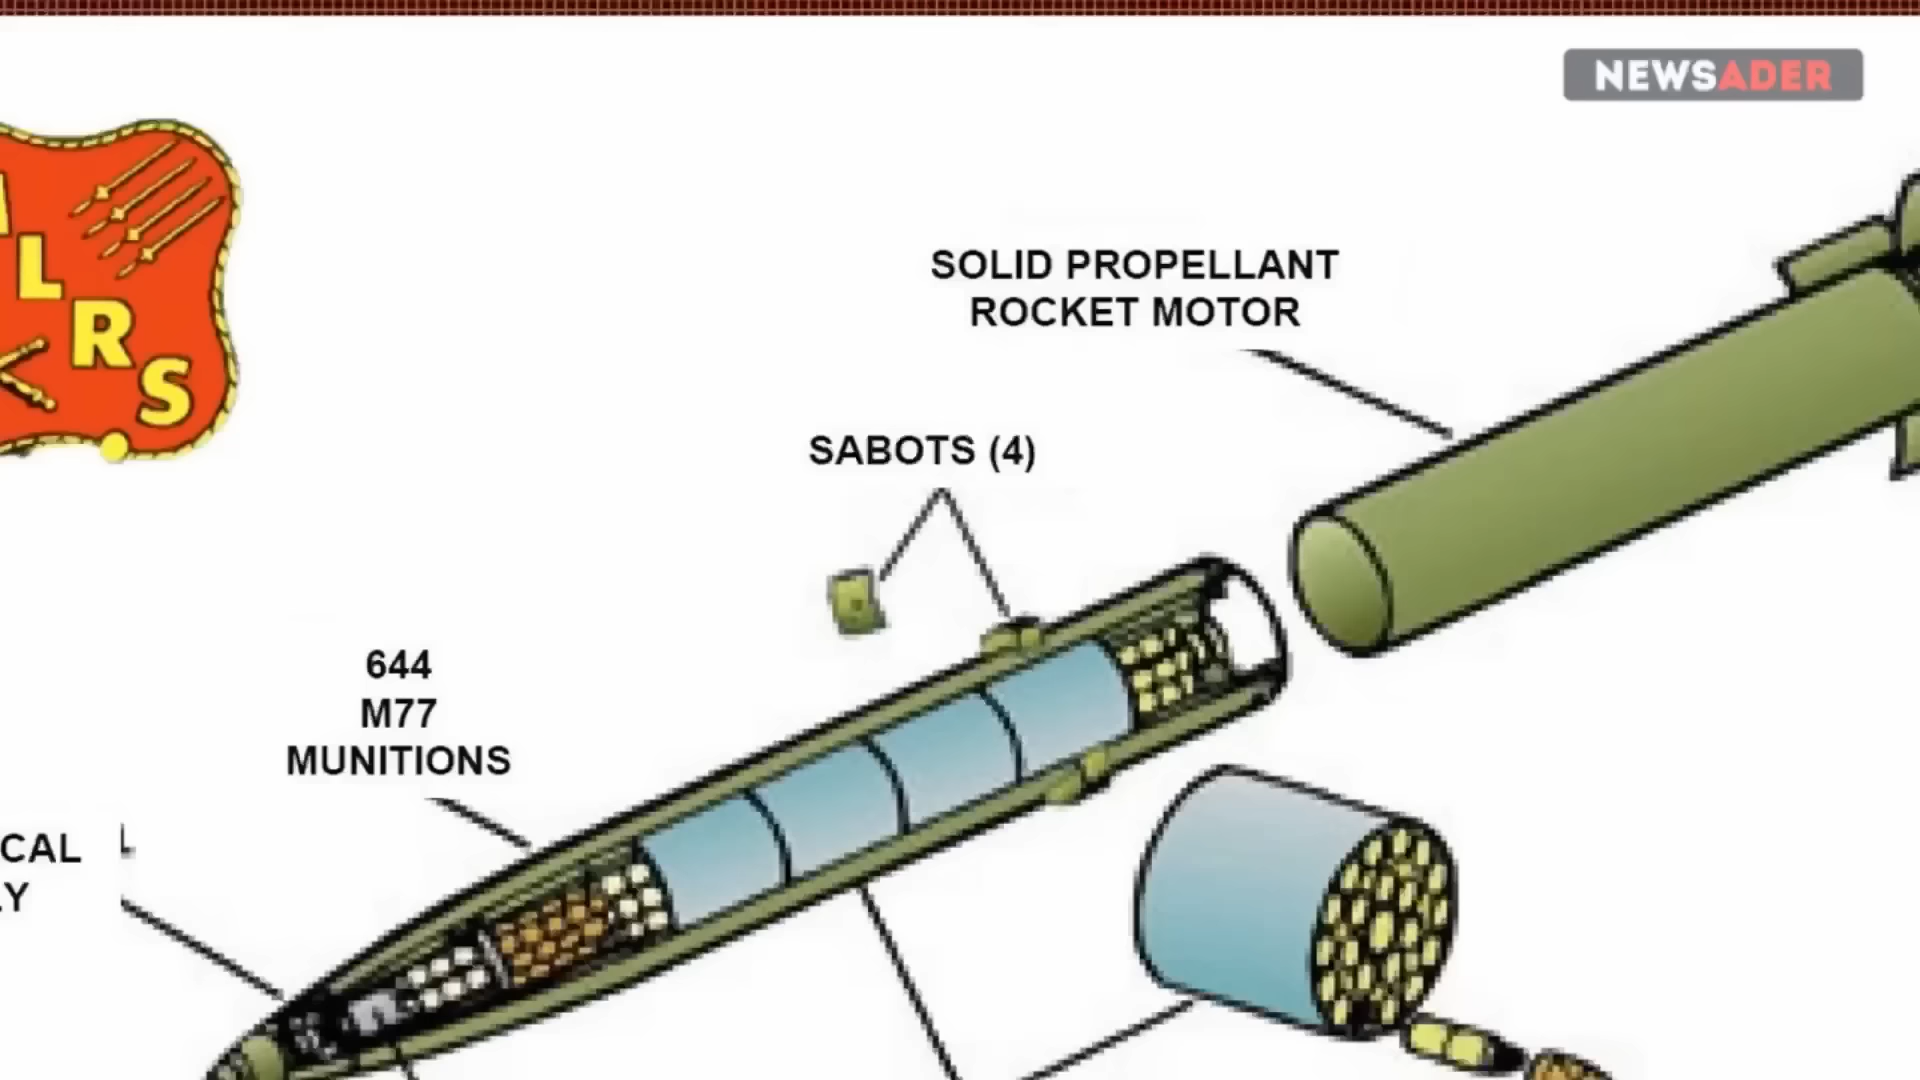 NEWSADER
L
R
S
SOLID PROPELLANT
ROCKET MOTOR
SABOTS (4)
644
M77
MUNITIONS
CAL
Y